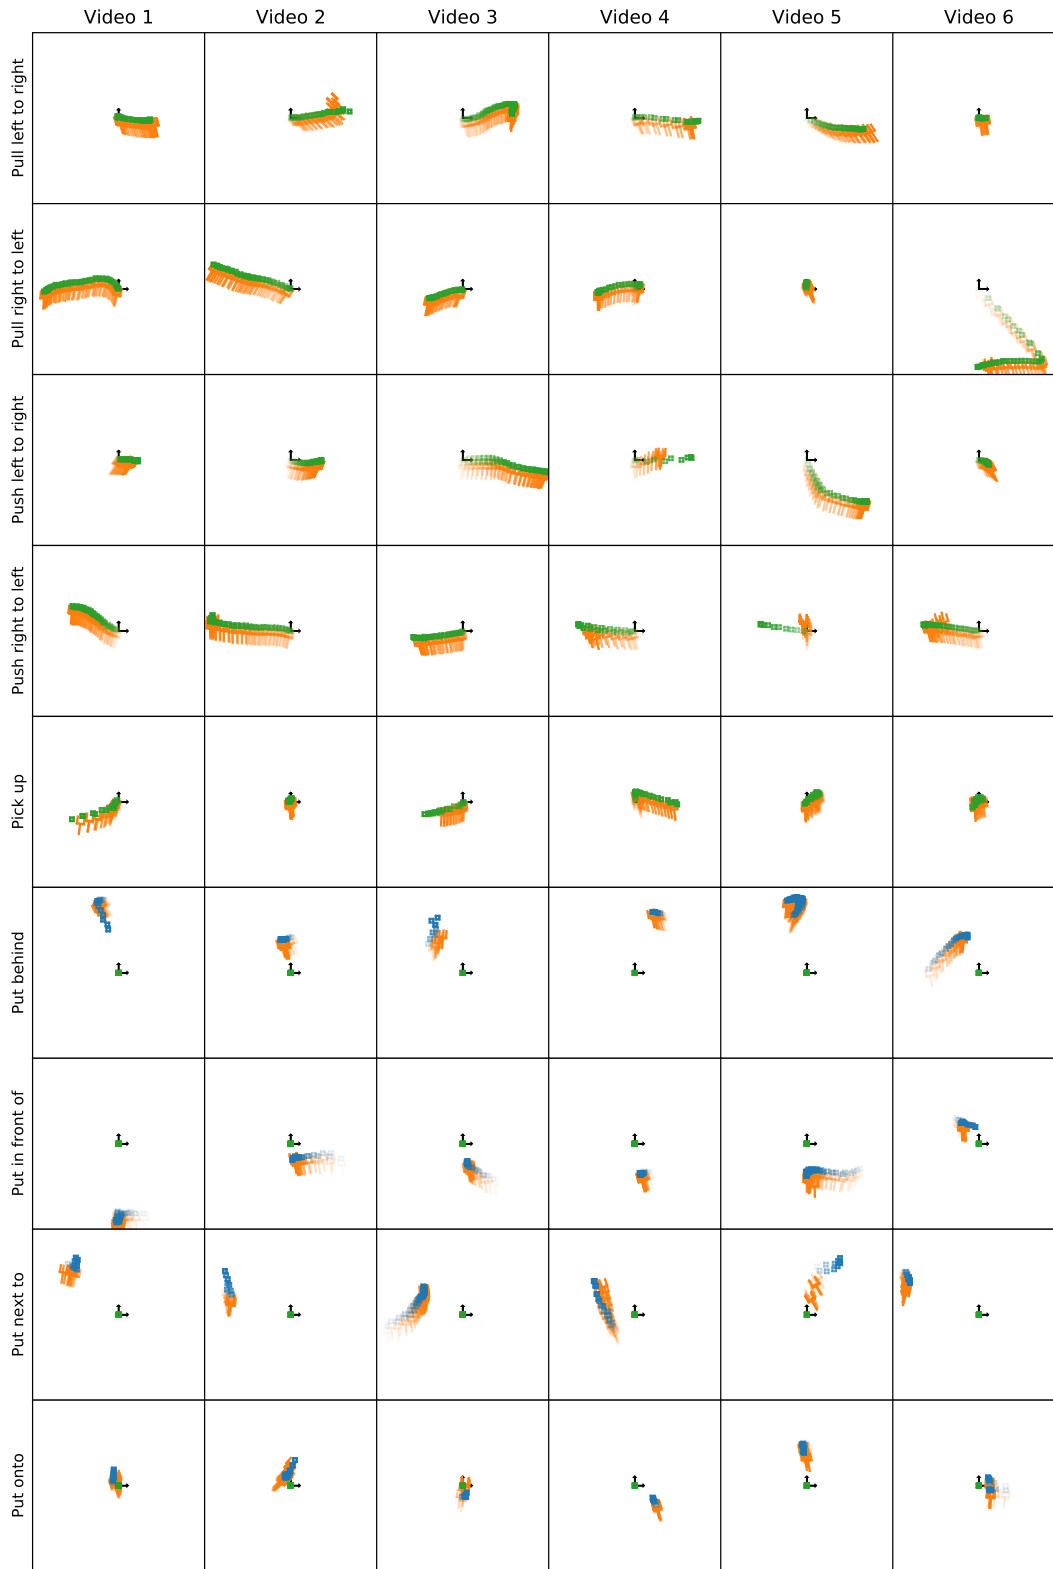 Video 1 Video 2 Video 3 Video 4 Video 5 Video 6
Pull left to right
Pull right to left
Push left to right
Push right to left
Pick up
Put behind
Put in front of
Put next to
Put onto